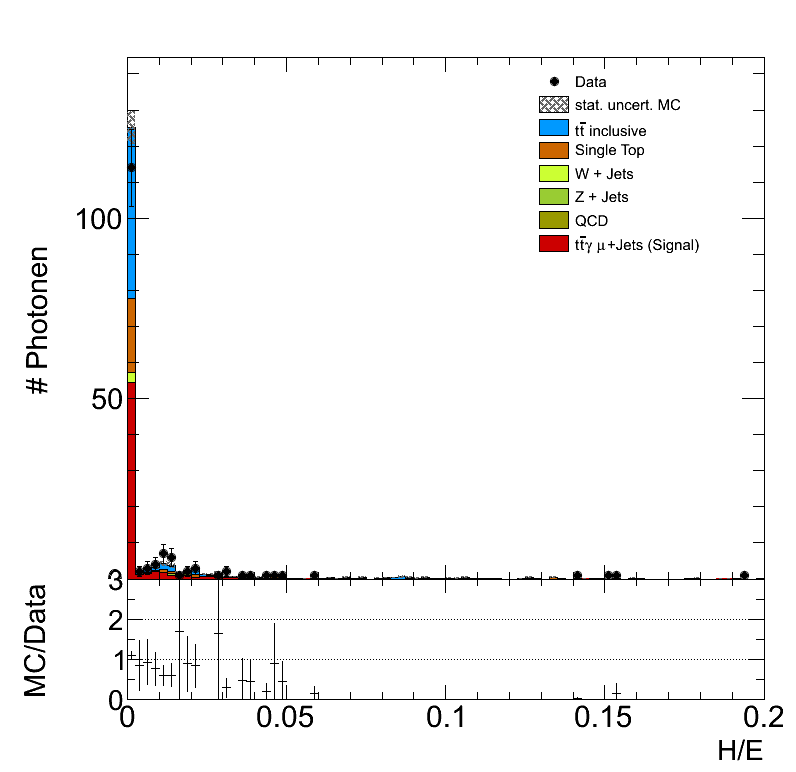 Data
stat. uncert. MC
tt̄ inclusive
Single Top
W + Jets
Z + Jets
QCD
tt̄γ μ+Jets (Signal)
# Photonen
100
50
0
MC/Data
3
2
1
0
0 0.05 0.1 0.15 0.2
H/E